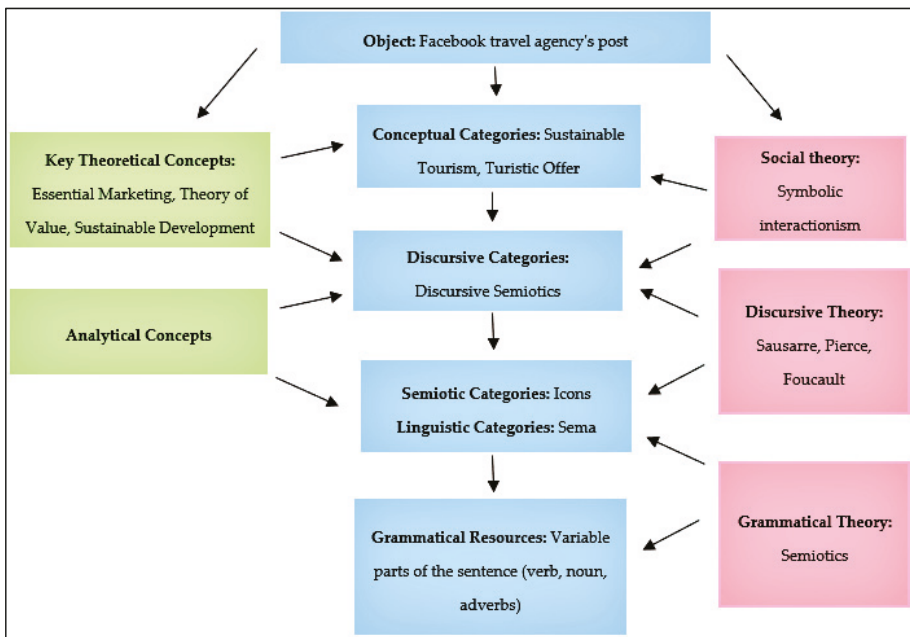 Object: Facebook travel agency's post
Conceptual Categories: Sustainable
Tourism, Turistic Offer
Key Theoretical Concepts:
Essential Marketing, Theory of
Value, Sustainable Development
Social theory:
Symbolic
interactionism
Discursive Categories:
Discursive Semiotics
Analytical Concepts
Discursive Theory:
Sausarre, Pierce,
Foucault
Semiotic Categories: Icons
Linguistic Categories: Sema
Grammatical Resources: Variable
parts of the sentence (verb, noun,
adverbs)
Grammatical Theory:
Semiotics